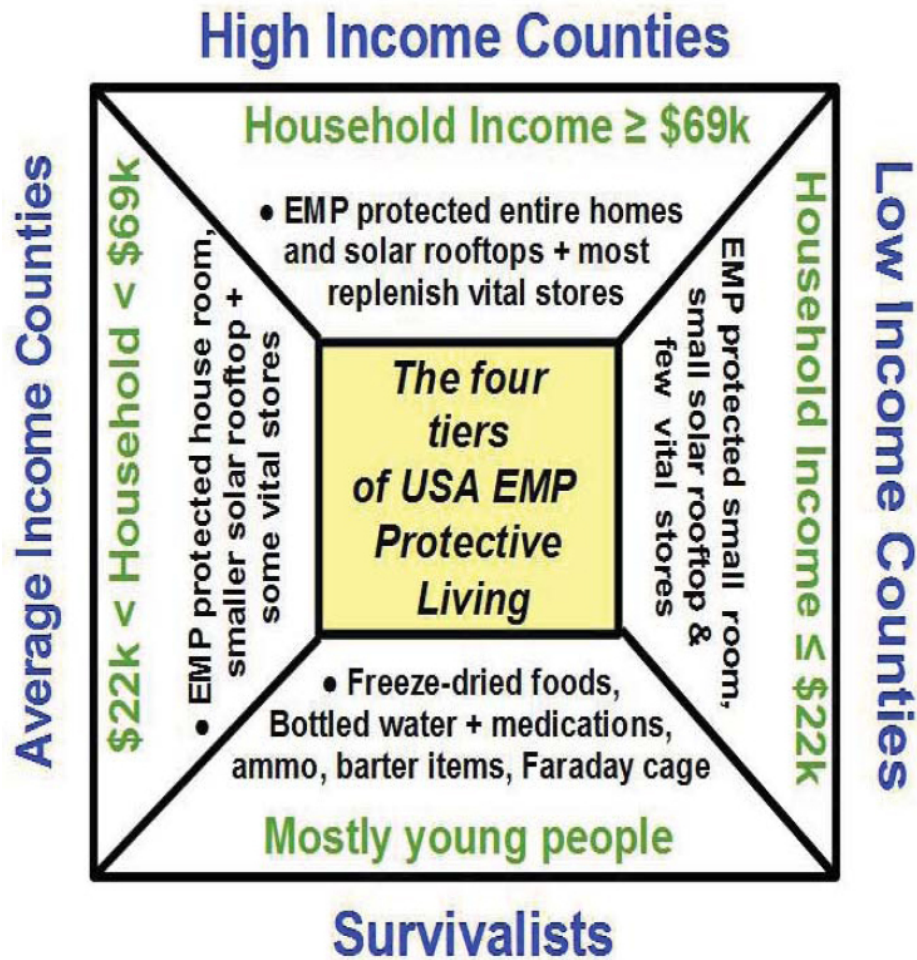 High Income Counties
Household Income ≥ $69k
• EMP protected entire homes
and solar rooftops + most
replenish vital stores
Average Income Counties
$22k < Household < $69k
• EMP protected house room,
smaller solar rooftop +
some vital stores
The four
tiers
of USA EMP
Protective
Living
EMP protected small room,
small solar rooftop &
few vital stores
Household Income ≤ $22k
Low Income Counties
• Freeze-dried foods,
Bottled water + medications,
ammo, barter items, Faraday cage
Mostly young people
Survivalists